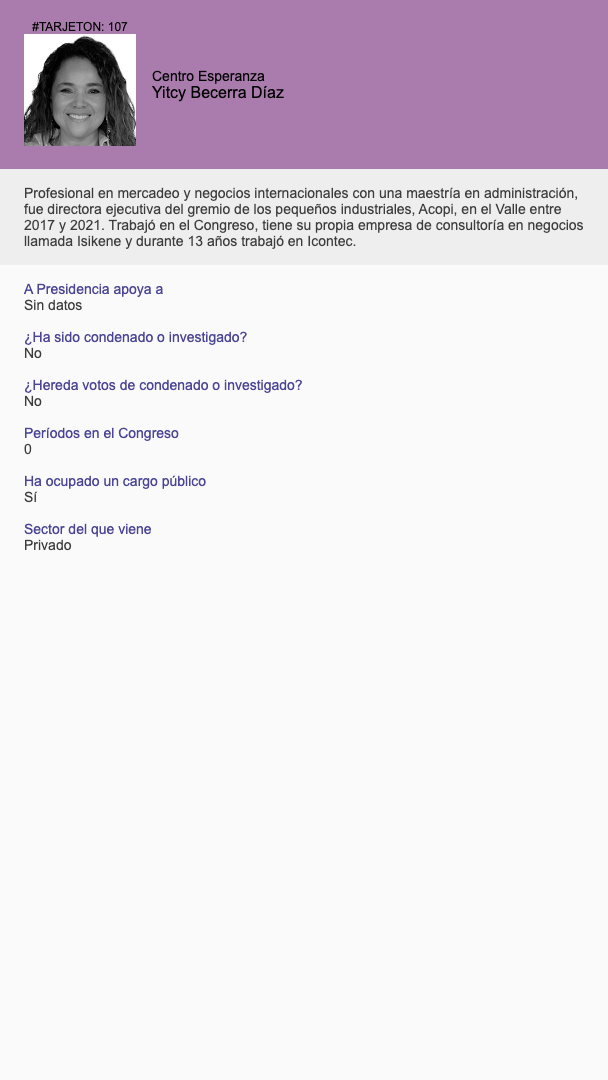 #TARJETON: 107
Centro Esperanza
Yitcy Becerra Díaz
Profesional en mercadeo y negocios internacionales con una maestría en administración,
fue directora ejecutiva del gremio de los pequeños industriales, Acopi, en el Valle entre
2017 y 2021. Trabajó en el Congreso, tiene su propia empresa de consultoría en negocios
llamada Isikene y durante 13 años trabajó en Icontec.
A Presidencia apoya a
Sin datos
¿Ha sido condenado o investigado?
No
¿Hereda votos de condenado o investigado?
No
Períodos en el Congreso
0
Ha ocupado un cargo público
Sí
Sector del que viene
Privado